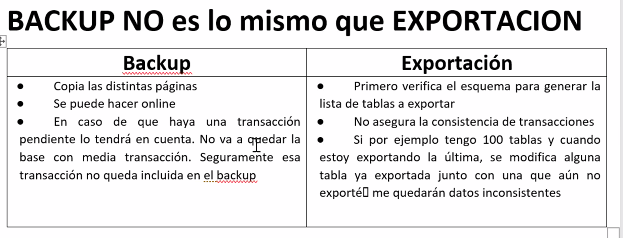 BACKUP NO es lo mismo que EXPORTACION
Backup
● Copia las distintas páginas
● Se puede hacer online
● En caso de que haya una transacción
pendiente lo tendrá en cuenta. No va a quedar la
base con media transacción. Seguramente esa
transacción no queda incluida en el backup
Exportación
● Primero verifica el esquema para generar la
lista de tablas a exportar
● No asegura la consistencia de transacciones
● Si por ejemplo tengo 100 tablas y cuando
estoy exportando la última, se modifica alguna
tabla ya exportada junto con una que aún no
exporté▯ me quedarán datos inconsistentes